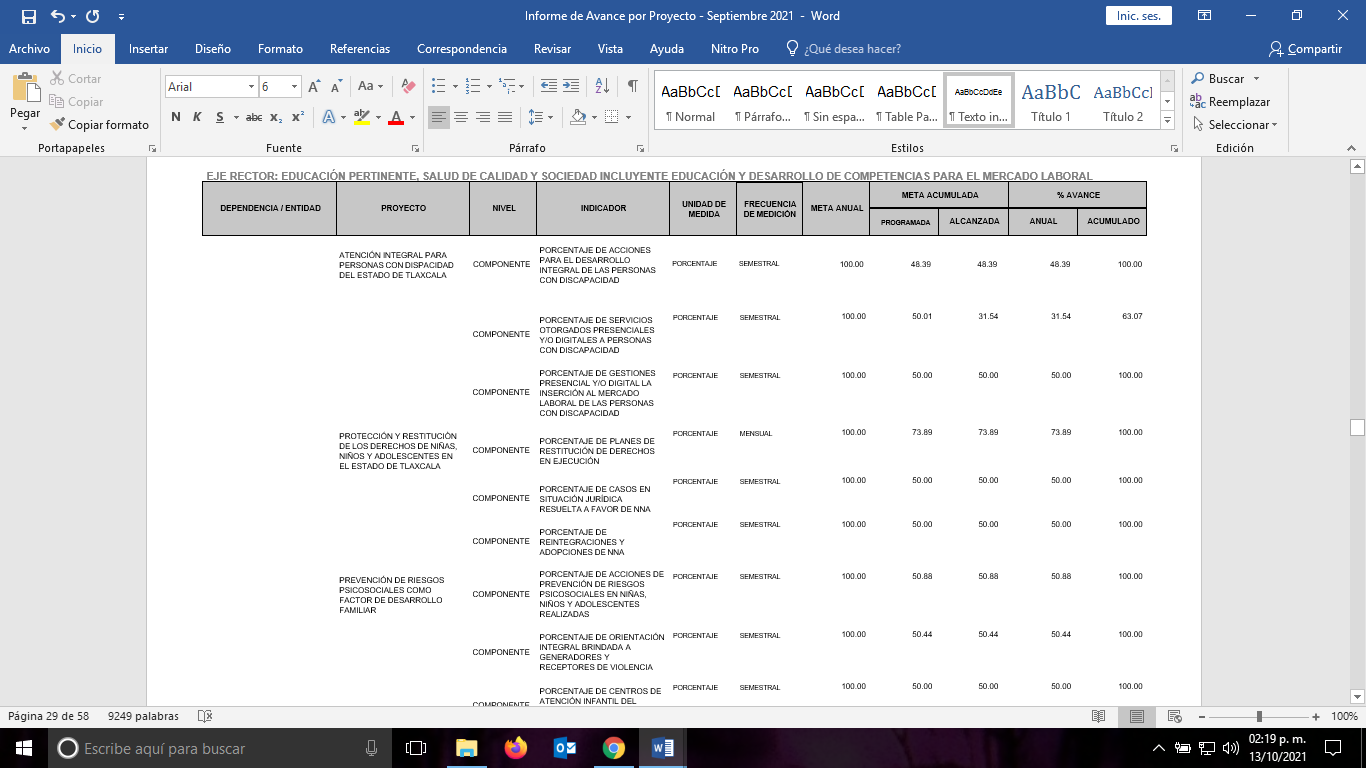 Informe de Avance por Proyecto - Septiembre 2021 - Word
Inic. ses.
Archivo Inicio Insertar Diseño Formato Referencias Correspondencia Revisar Vista Ayuda Nitro Pro ¿Qué desea hacer? Compartir
Pegar
Cortar
Copiar
Copiar formato
Portapapeles
Arial 6
N K S abc x₂ x²
Fuente
Párrafo
AaBbCcD AaBbCcD AaBbCcD AaBbCcD AaBbCcDdEe AaBbC AaBbCcD
¶ Normal ¶ Párrafo... ¶ Sin espa... ¶ Table Pa... ¶ Texto in... Título 1 Título 2
Estilos
Buscar
Reemplazar
Seleccionar
Edición
EJE RECTOR: EDUCACIÓN PERTINENTE, SALUD DE CALIDAD Y SOCIEDAD INCLUYENTE EDUCACIÓN Y DESARROLLO DE COMPETENCIAS PARA EL MERCADO LABORAL
DEPENDENCIA / ENTIDAD PROYECTO NIVEL INDICADOR UNIDAD DE MEDIDA FRECUENCIA DE MEDICIÓN META ANUAL META ACUMULADA % AVANCE
PROGRAMADA ALCANZADA ANUAL ACUMULADO
ATENCIÓN INTEGRAL PARA
PERSONAS CON DISPACIDAD
DEL ESTADO DE TLAXCALA
COMPONENTE
PORCENTAJE DE ACCIONES
PARA EL DESARROLLO
INTEGRAL DE LAS PERSONAS
CON DISCAPACIDAD
PORCENTAJE SEMESTRAL 100.00 48.39 48.39 48.39 100.00
COMPONENTE
PORCENTAJE DE SERVICIOS
OTORGADOS PRESENCIALES
Y/O DIGITALES A PERSONAS
CON DISCAPACIDAD
PORCENTAJE SEMESTRAL 100.00 50.01 31.54 31.54 63.07
COMPONENTE
PORCENTAJE DE GESTIONES
PRESENCIAL Y/O DIGITAL LA
INSERCIÓN AL MERCADO
LABORAL DE LAS PERSONAS
CON DISCAPACIDAD
PORCENTAJE SEMESTRAL 100.00 50.00 50.00 50.00 100.00
PROTECCIÓN Y RESTITUCIÓN
DE LOS DERECHOS DE NIÑAS,
NIÑOS Y ADOLESCENTES EN
EL ESTADO DE TLAXCALA
COMPONENTE
PORCENTAJE DE PLANES DE
RESTITUCIÓN DE DERECHOS
EN EJECUCIÓN
PORCENTAJE MENSUAL 100.00 73.89 73.89 73.89 100.00
COMPONENTE
PORCENTAJE DE CASOS EN
SITUACIÓN JURÍDICA
RESUELTA A FAVOR DE NNA
PORCENTAJE SEMESTRAL 100.00 50.00 50.00 50.00 100.00
COMPONENTE
PORCENTAJE DE
REINTEGRACIONES Y
ADOPCIONES DE NNA
PORCENTAJE SEMESTRAL 100.00 50.00 50.00 50.00 100.00
PREVENCIÓN DE RIESGOS
PSICOSOCIALES COMO
FACTOR DE DESARROLLO
FAMILIAR
COMPONENTE
PORCENTAJE DE ACCIONES DE
PREVENCIÓN DE RIESGOS
PSICOSOCIALES EN NIÑAS,
NIÑOS Y ADOLESCENTES
REALIZADAS
PORCENTAJE SEMESTRAL 100.00 50.88 50.88 50.88 100.00
COMPONENTE
PORCENTAJE DE ORIENTACIÓN
INTEGRAL BRINDADA A
GENERADORES Y
RECEPTORES DE VIOLENCIA
PORCENTAJE SEMESTRAL 100.00 50.44 50.44 50.44 100.00
COMPONENTE
PORCENTAJE DE CENTROS DE
ATENCIÓN INFANTIL DEL
PORCENTAJE SEMESTRAL 100.00 50.00 50.00 50.00 100.00
Página 29 de 58 9249 palabras 100%
Escribe aquí para buscar
02:19 p. m.
13/10/2021